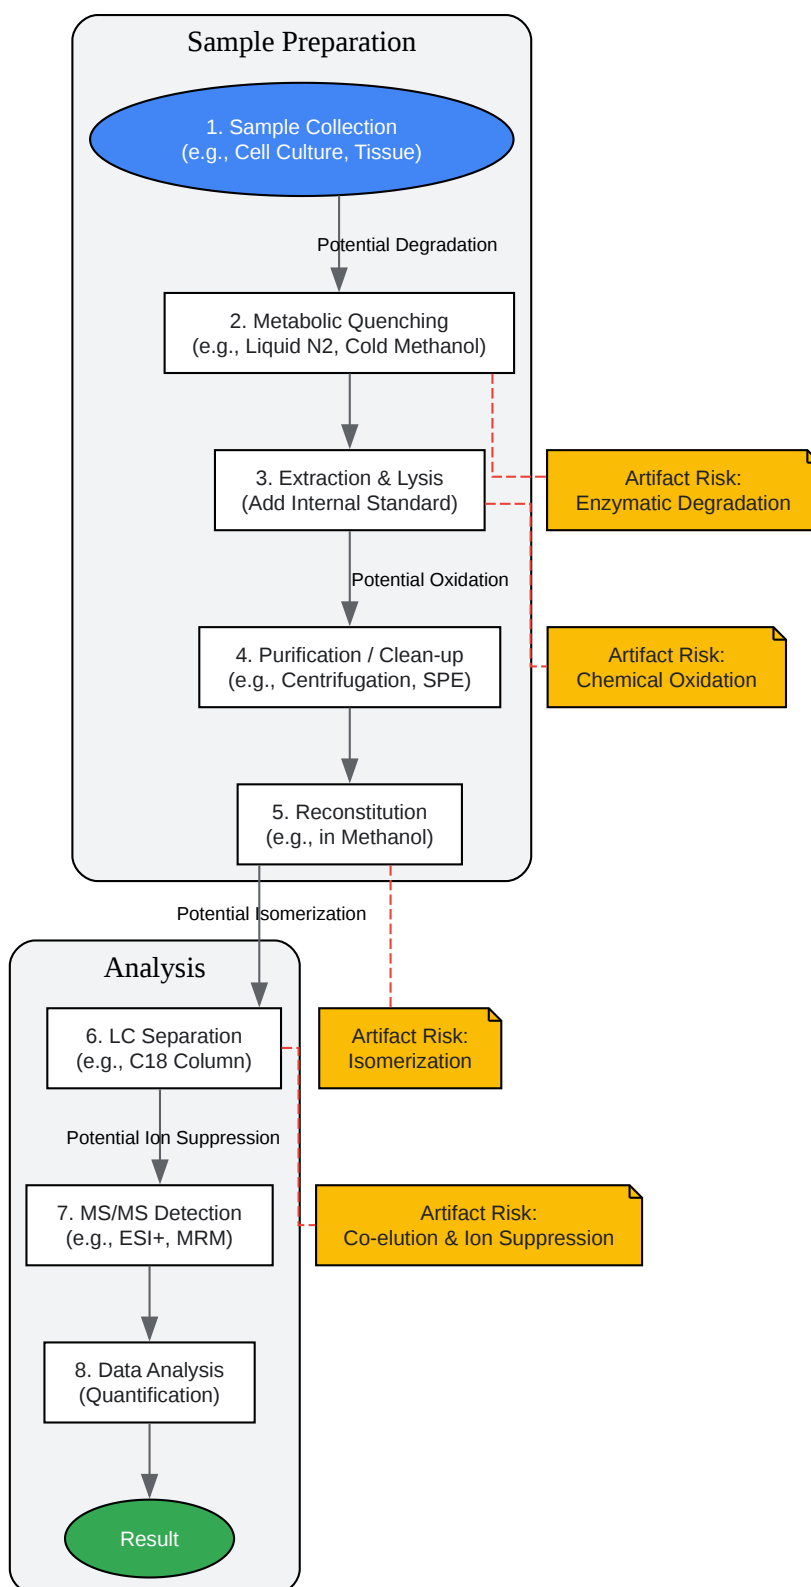 Sample Preparation
1. Sample Collection
(e.g., Cell Culture, Tissue)
Potential Degradation
2. Metabolic Quenching
(e.g., Liquid N2, Cold Methanol)
3. Extraction & Lysis
(Add Internal Standard)
Artifact Risk:
Enzymatic Degradation
Potential Oxidation
4. Purification / Clean-up
(e.g., Centrifugation, SPE)
Artifact Risk:
Chemical Oxidation
5. Reconstitution
(e.g., in Methanol)
Potential Isomerization
Analysis
6. LC Separation
(e.g., C18 Column)
Artifact Risk:
Isomerization
Potential Ion Suppression
7. MS/MS Detection
(e.g., ESI+, MRM)
Artifact Risk:
Co-elution & Ion Suppression
8. Data Analysis
(Quantification)
Result